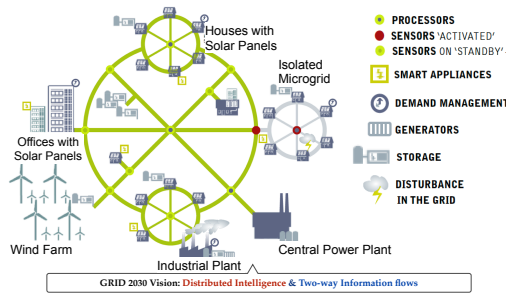 Houses with
Solar Panels
Isolated
Microgrid
Offices with
Solar Panels
Wind Farm
Industrial Plant
Central Power Plant
PROCESSORS
SENSORS 'ACTIVATED'
SENSORS ON 'STANDBY'
SMART APPLIANCES
DEMAND MANAGEMENT
GENERATORS
STORAGE
DISTURBANCE
IN THE GRID
GRID 2030 Vision: Distributed Intelligence & Two-way Information flows